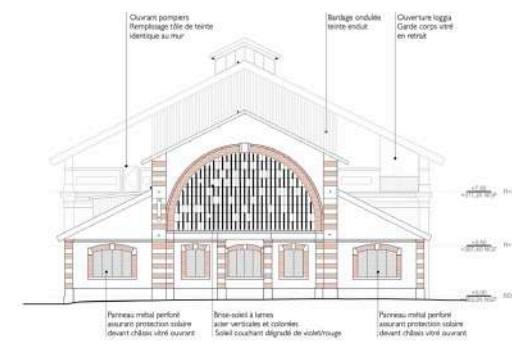 Ouvrant pompiers
Remplissage tôle de teinte
identique au mur
Bardage ondulée
teinte enduit
Ouverture loggia
Garde corps vitré
en retrait
Panneau métal perforé
assurant protection solaire
devant châssis vitré ouvrant
Brise-soleil à lames
acier verticales et colorées
Soleil couchant dégradé de violet/rouge
Panneau métal perforé
assurant protection solaire
devant châssis vitré ouvrant